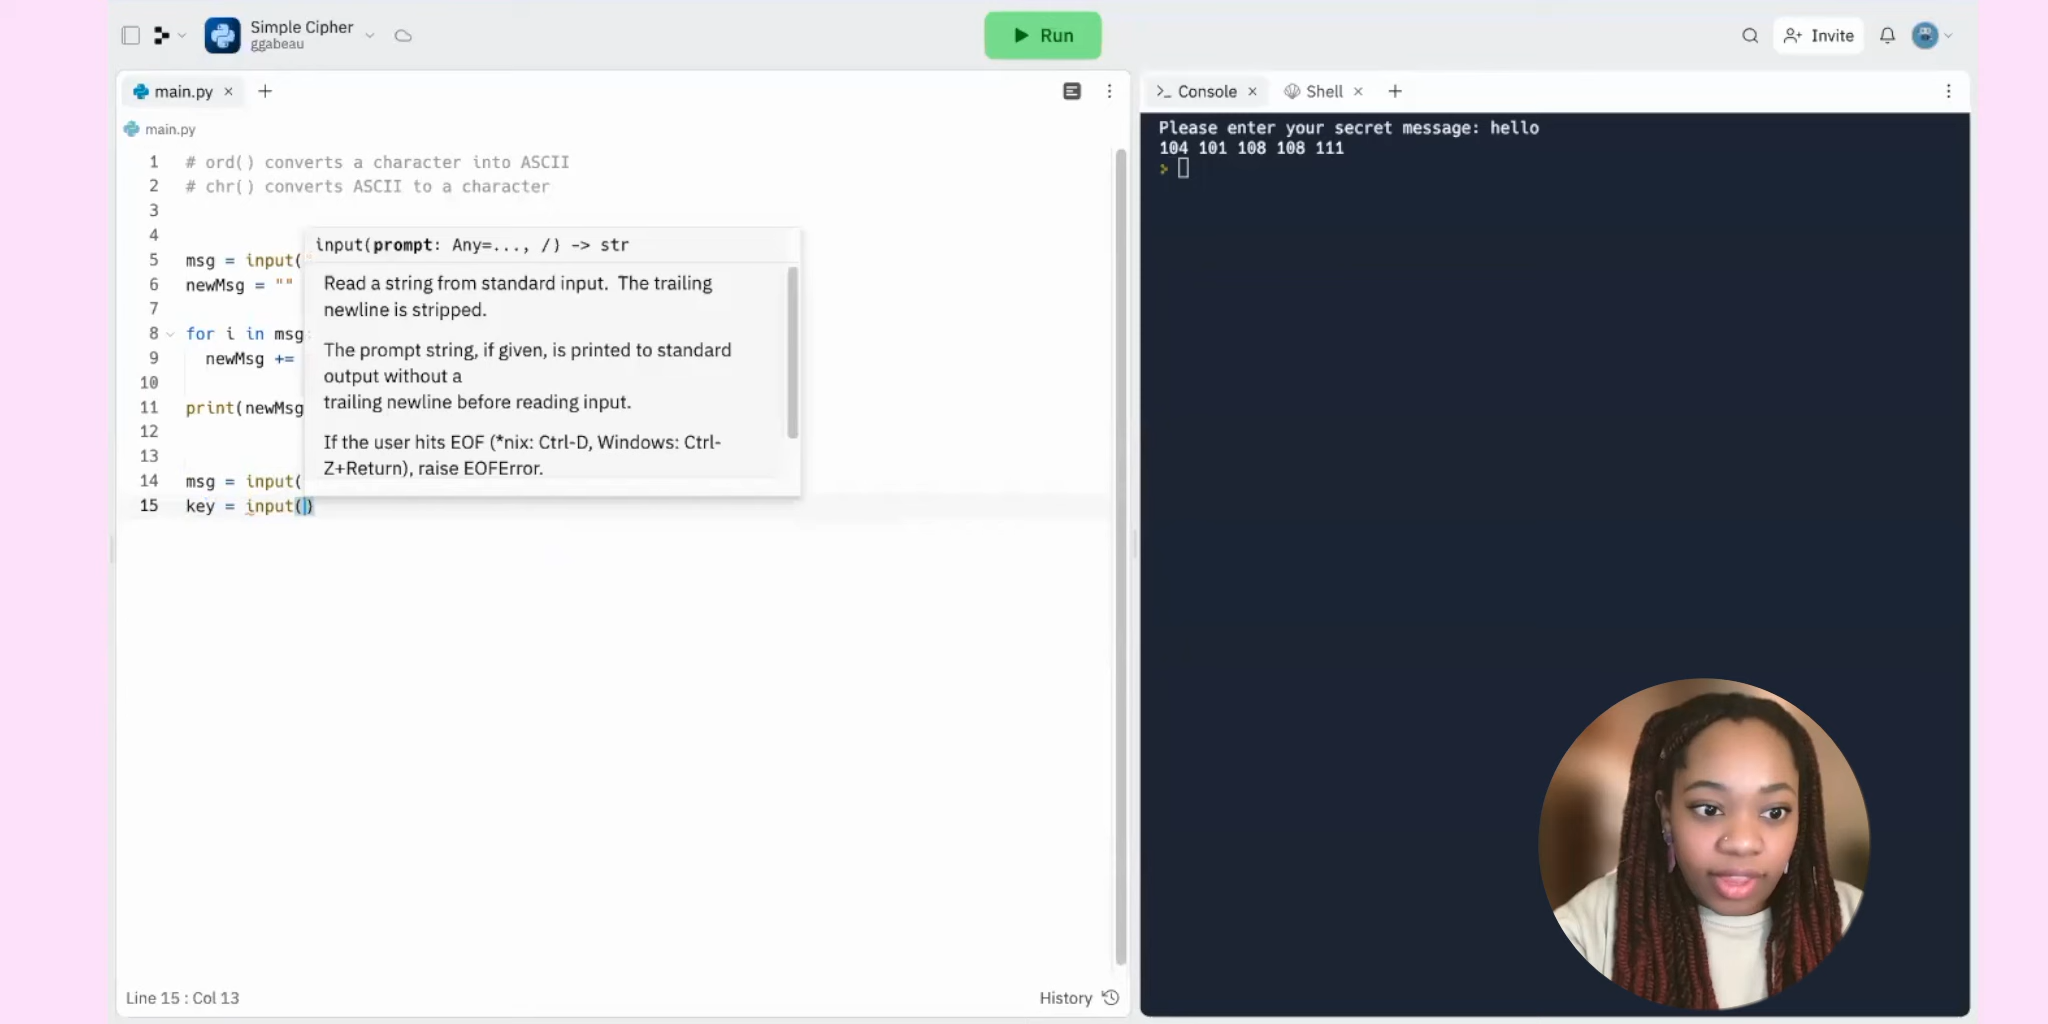 Simple Cipher
ggabeau
Run
Invite
main.py
Console
Shell
main.py
1 # ord() converts a character into ASCII
2 # chr() converts ASCII to a character
3
4
5 msg = input(
6 newMsg = ""
7
8 for i in msg
9 newMsg +=
10
11 print(newMsg
12
13
14 msg = input(
15 key = input()
input(prompt: Any=..., /) -> str
Read a string from standard input. The trailing
newline is stripped.
The prompt string, if given, is printed to standard
output without a
trailing newline before reading input.
If the user hits EOF (*nix: Ctrl-D, Windows: Ctrl-
Z+Return), raise EOFError.
Line 15 : Col 13
History
Please enter your secret message: hello
104 101 108 108 111